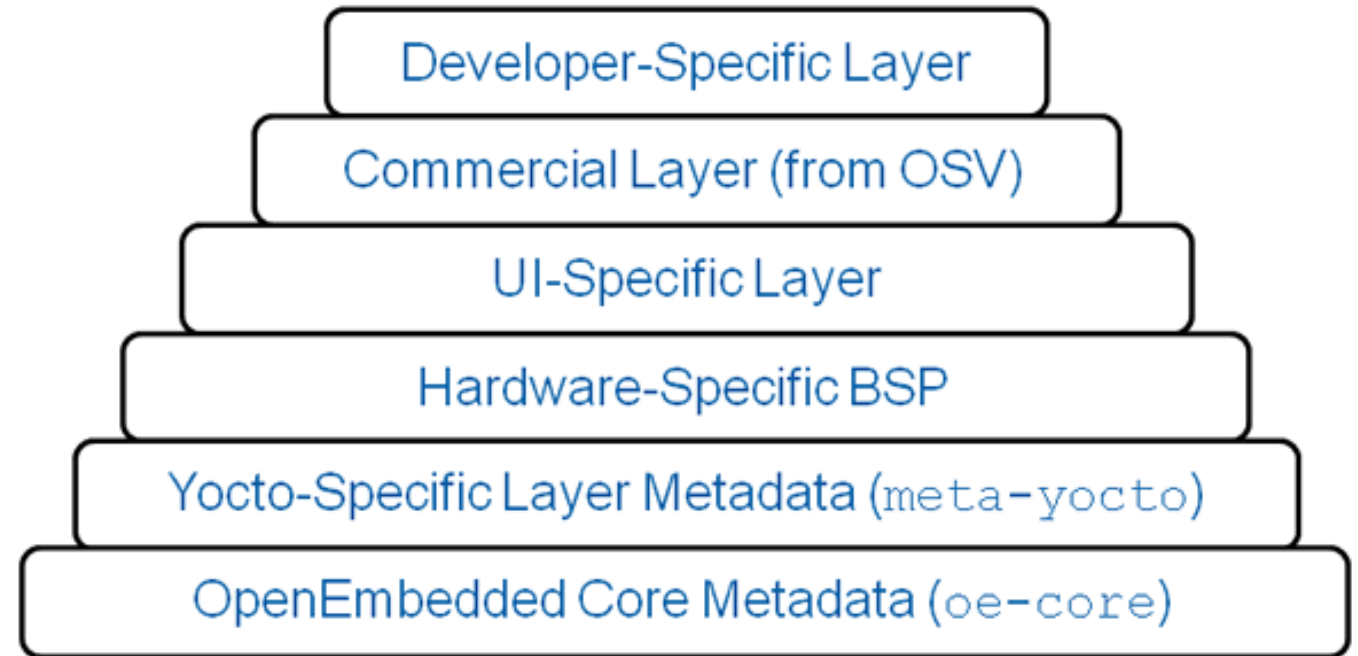 Developer-Specific Layer
Commercial Layer (from OSV)
UI-Specific Layer
Hardware-Specific BSP
Yocto-Specific Layer Metadata (meta-yocto)
OpenEmbedded Core Metadata (oe-core)